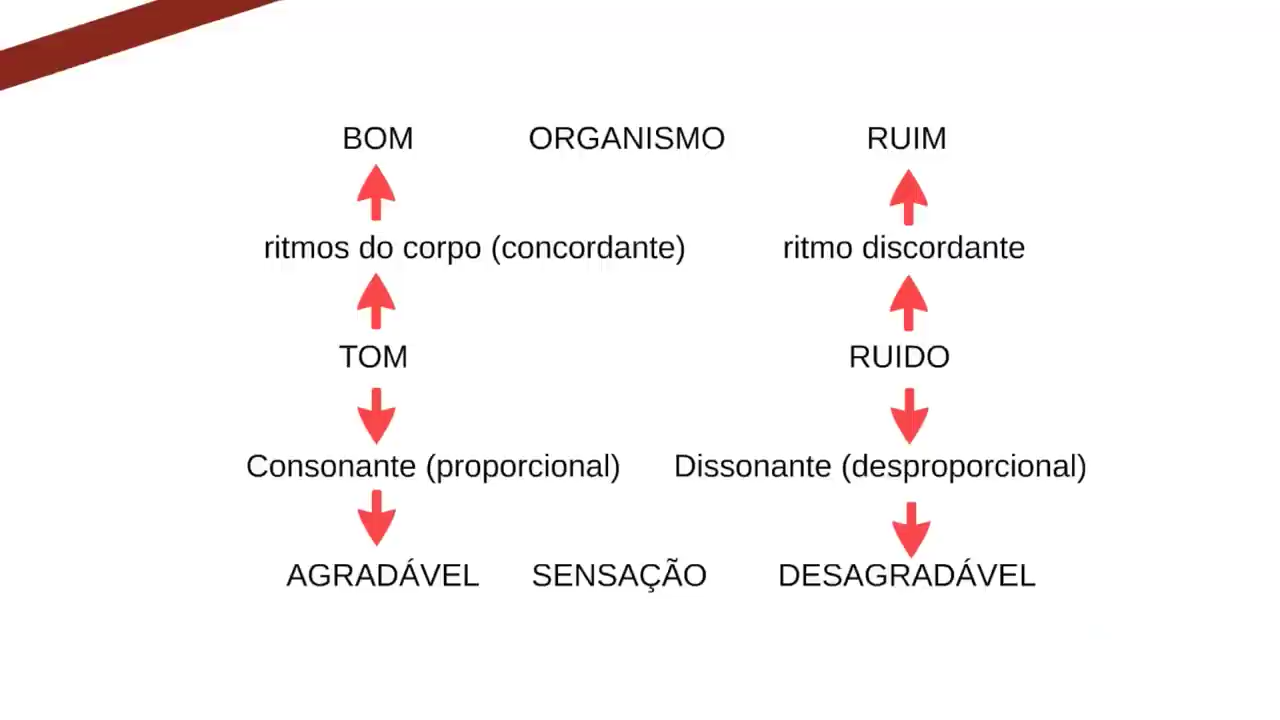 BOM ORGANISMO RUIM
ritmos do corpo (concordante) ritmo discordante
TOM RUIDO
Consonante (proporcional) Dissonante (desproporcional)
AGRADÁVEL SENSAÇÃO DESAGRADÁVEL